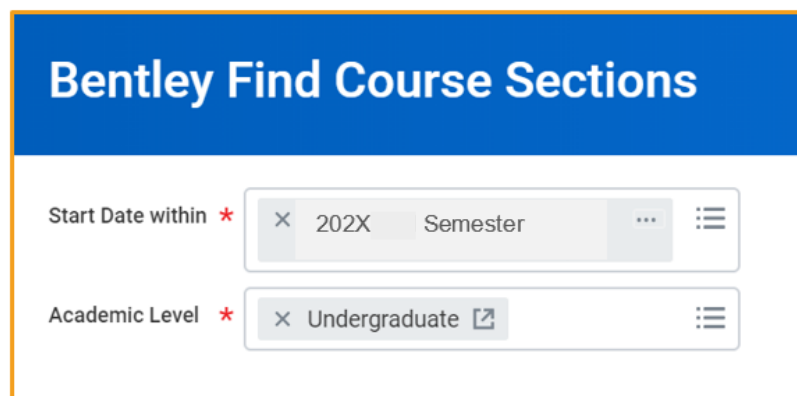 Bentley Find Course Sections
Start Date within * × 202X Semester ...
Academic Level * × Undergraduate